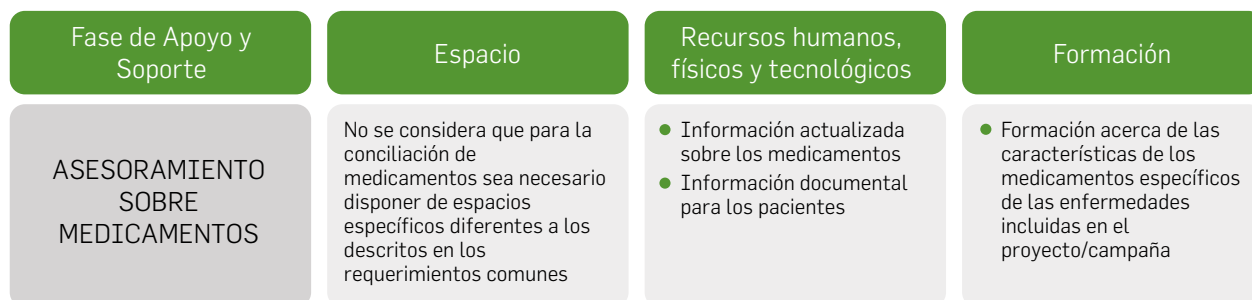 Fase de Apoyo y
Soporte
Espacio
Recursos humanos,
físicos y tecnológicos
Formación
ASESORAMIENTO
SOBRE
MEDICAMENTOS
No se considera que para la
conciliación de
medicamentos sea necesario
disponer de espacios
específicos diferentes a los
descritos en los
requerimientos comunes
● Información actualizada
sobre los medicamentos
● Información documental
para los pacientes
● Formación acerca de las
características de los
medicamentos específicos
de las enfermedades
incluidas en el
proyecto/campaña